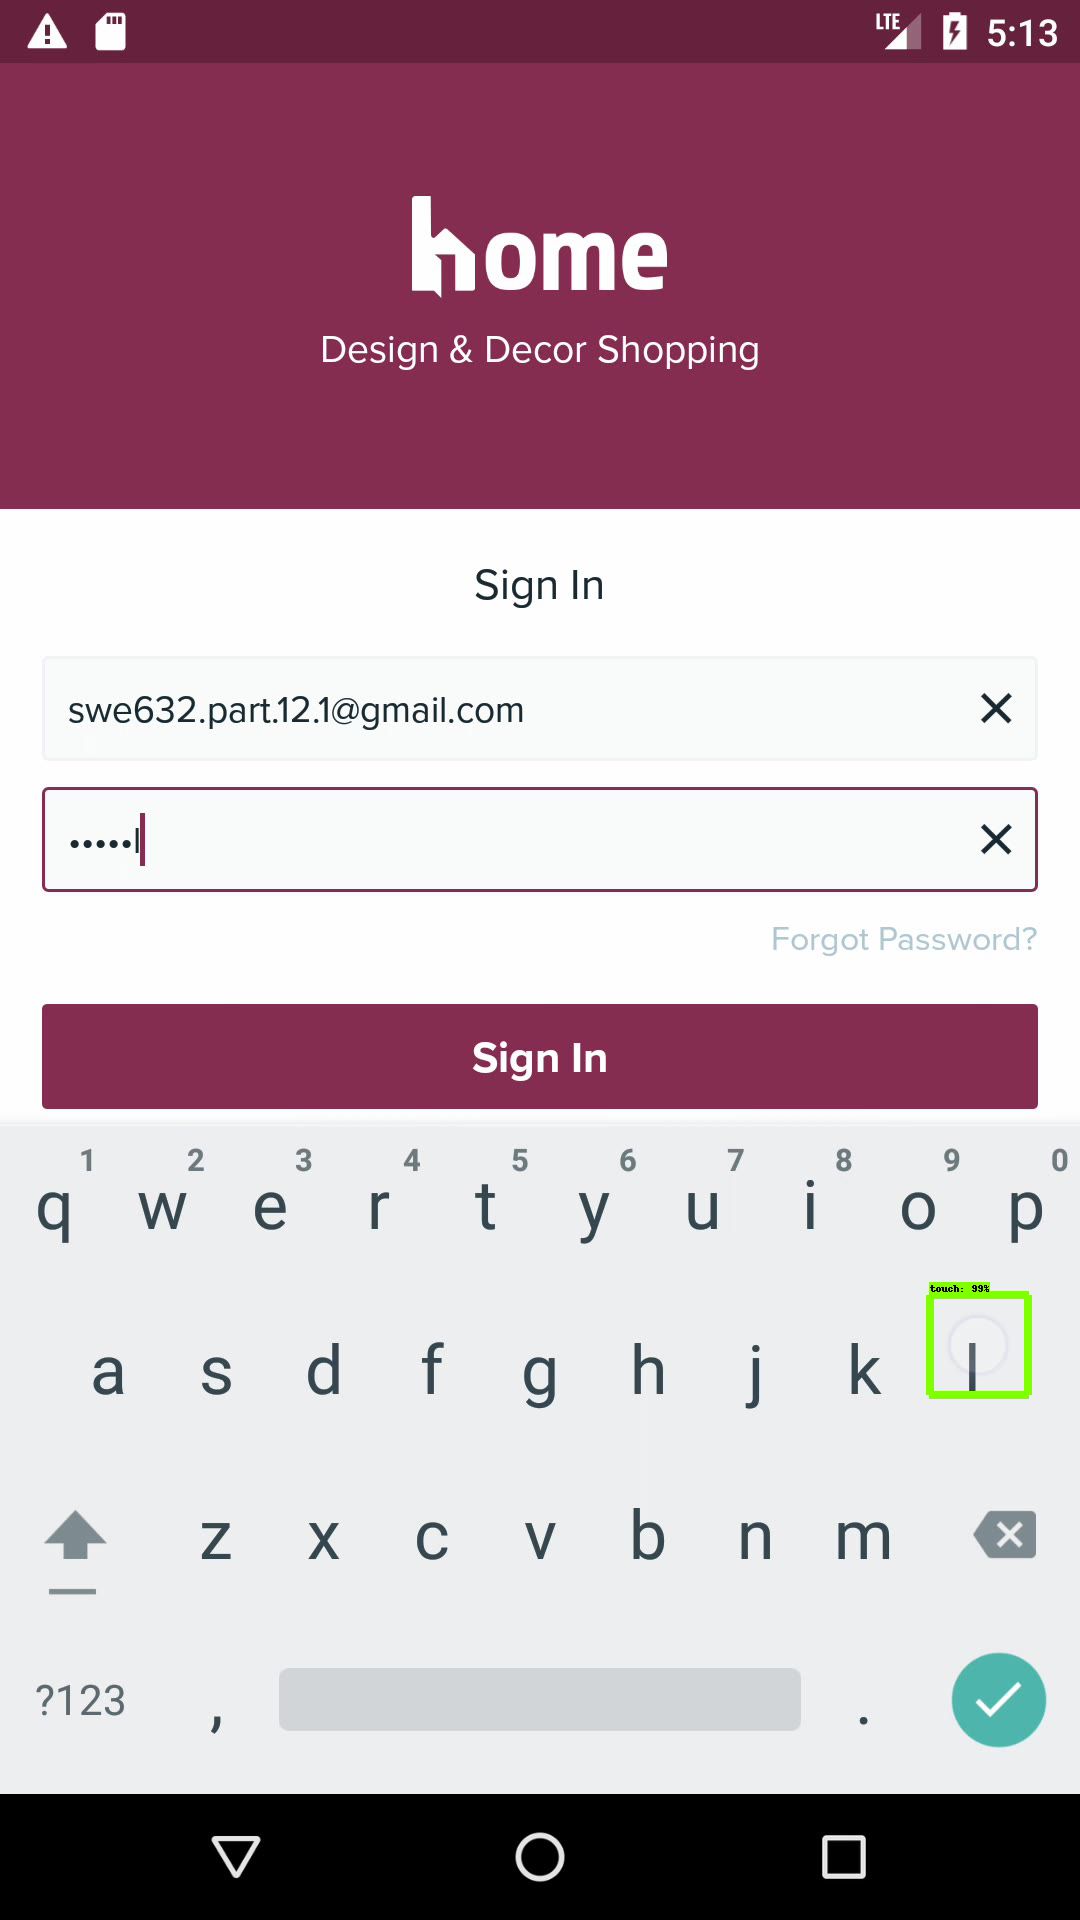 LTE 5:13
home
Design & Decor Shopping
Sign In
swe632.part.12.1@gmail.com
•••••l
Forgot Password?
Sign In
1 2 3 4 5 6 7 8 9 0
q w e r t y u i o p
touch: 99%
a s d f g h j k l
z x c v b n m
?123 , .